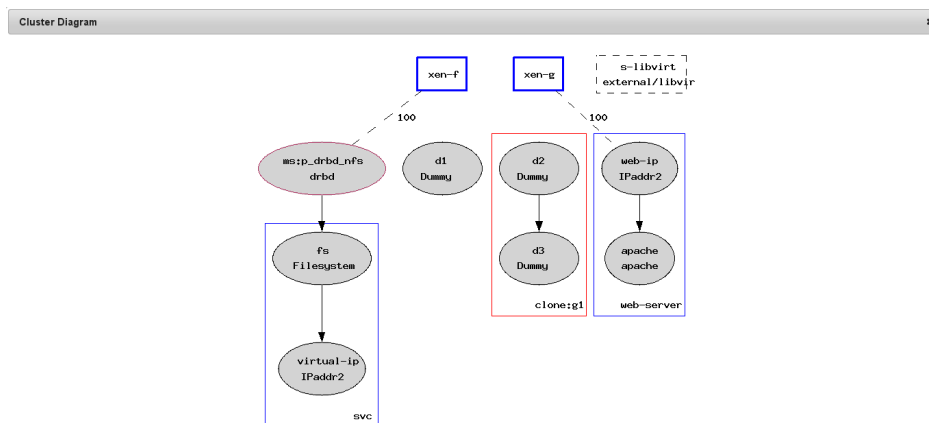 Cluster Diagram
xen-f
xen-g
s-libvirt
external/libvir
100
100
ms:p_drbd_nfs
drbd
d1
Dummy
d2
Dummy
web-ip
IPaddr2
fs
Filesystem
d3
Dummy
apache
apache
clone:g1
web-server
virtual-ip
IPaddr2
svc